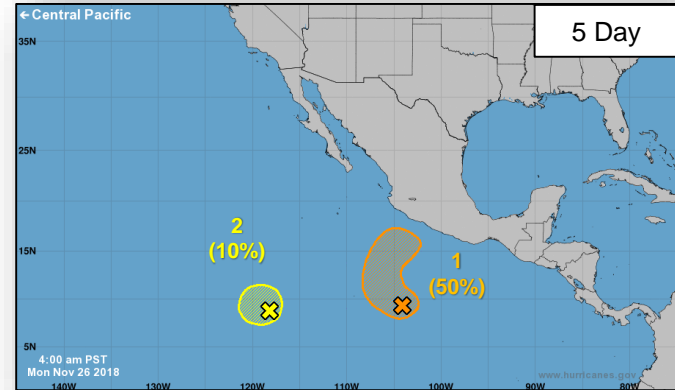 ← Central Pacific
5 Day
35N
25N
2
(10%)
15N
1
(50%)
5N
4:00 am PST
Mon Nov 26 2018
www.hurricanes.gov
140W 130W 120W 110W 100W 90W 80W